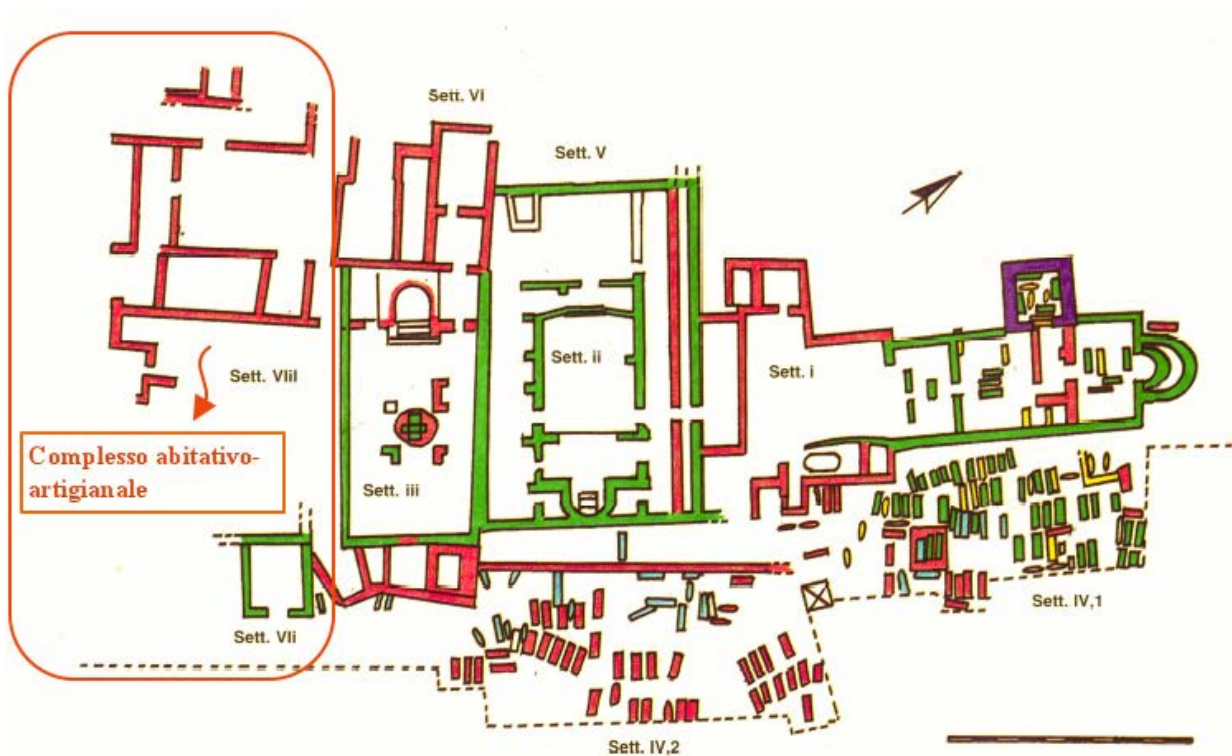 Sett. VI
Sett. V
Sett. ii
Sett. i
Sett. VIiI
Complesso abitativo-
artigianale
Sett. iii
Sett. IV,1
Sett. VIi
Sett. IV,2